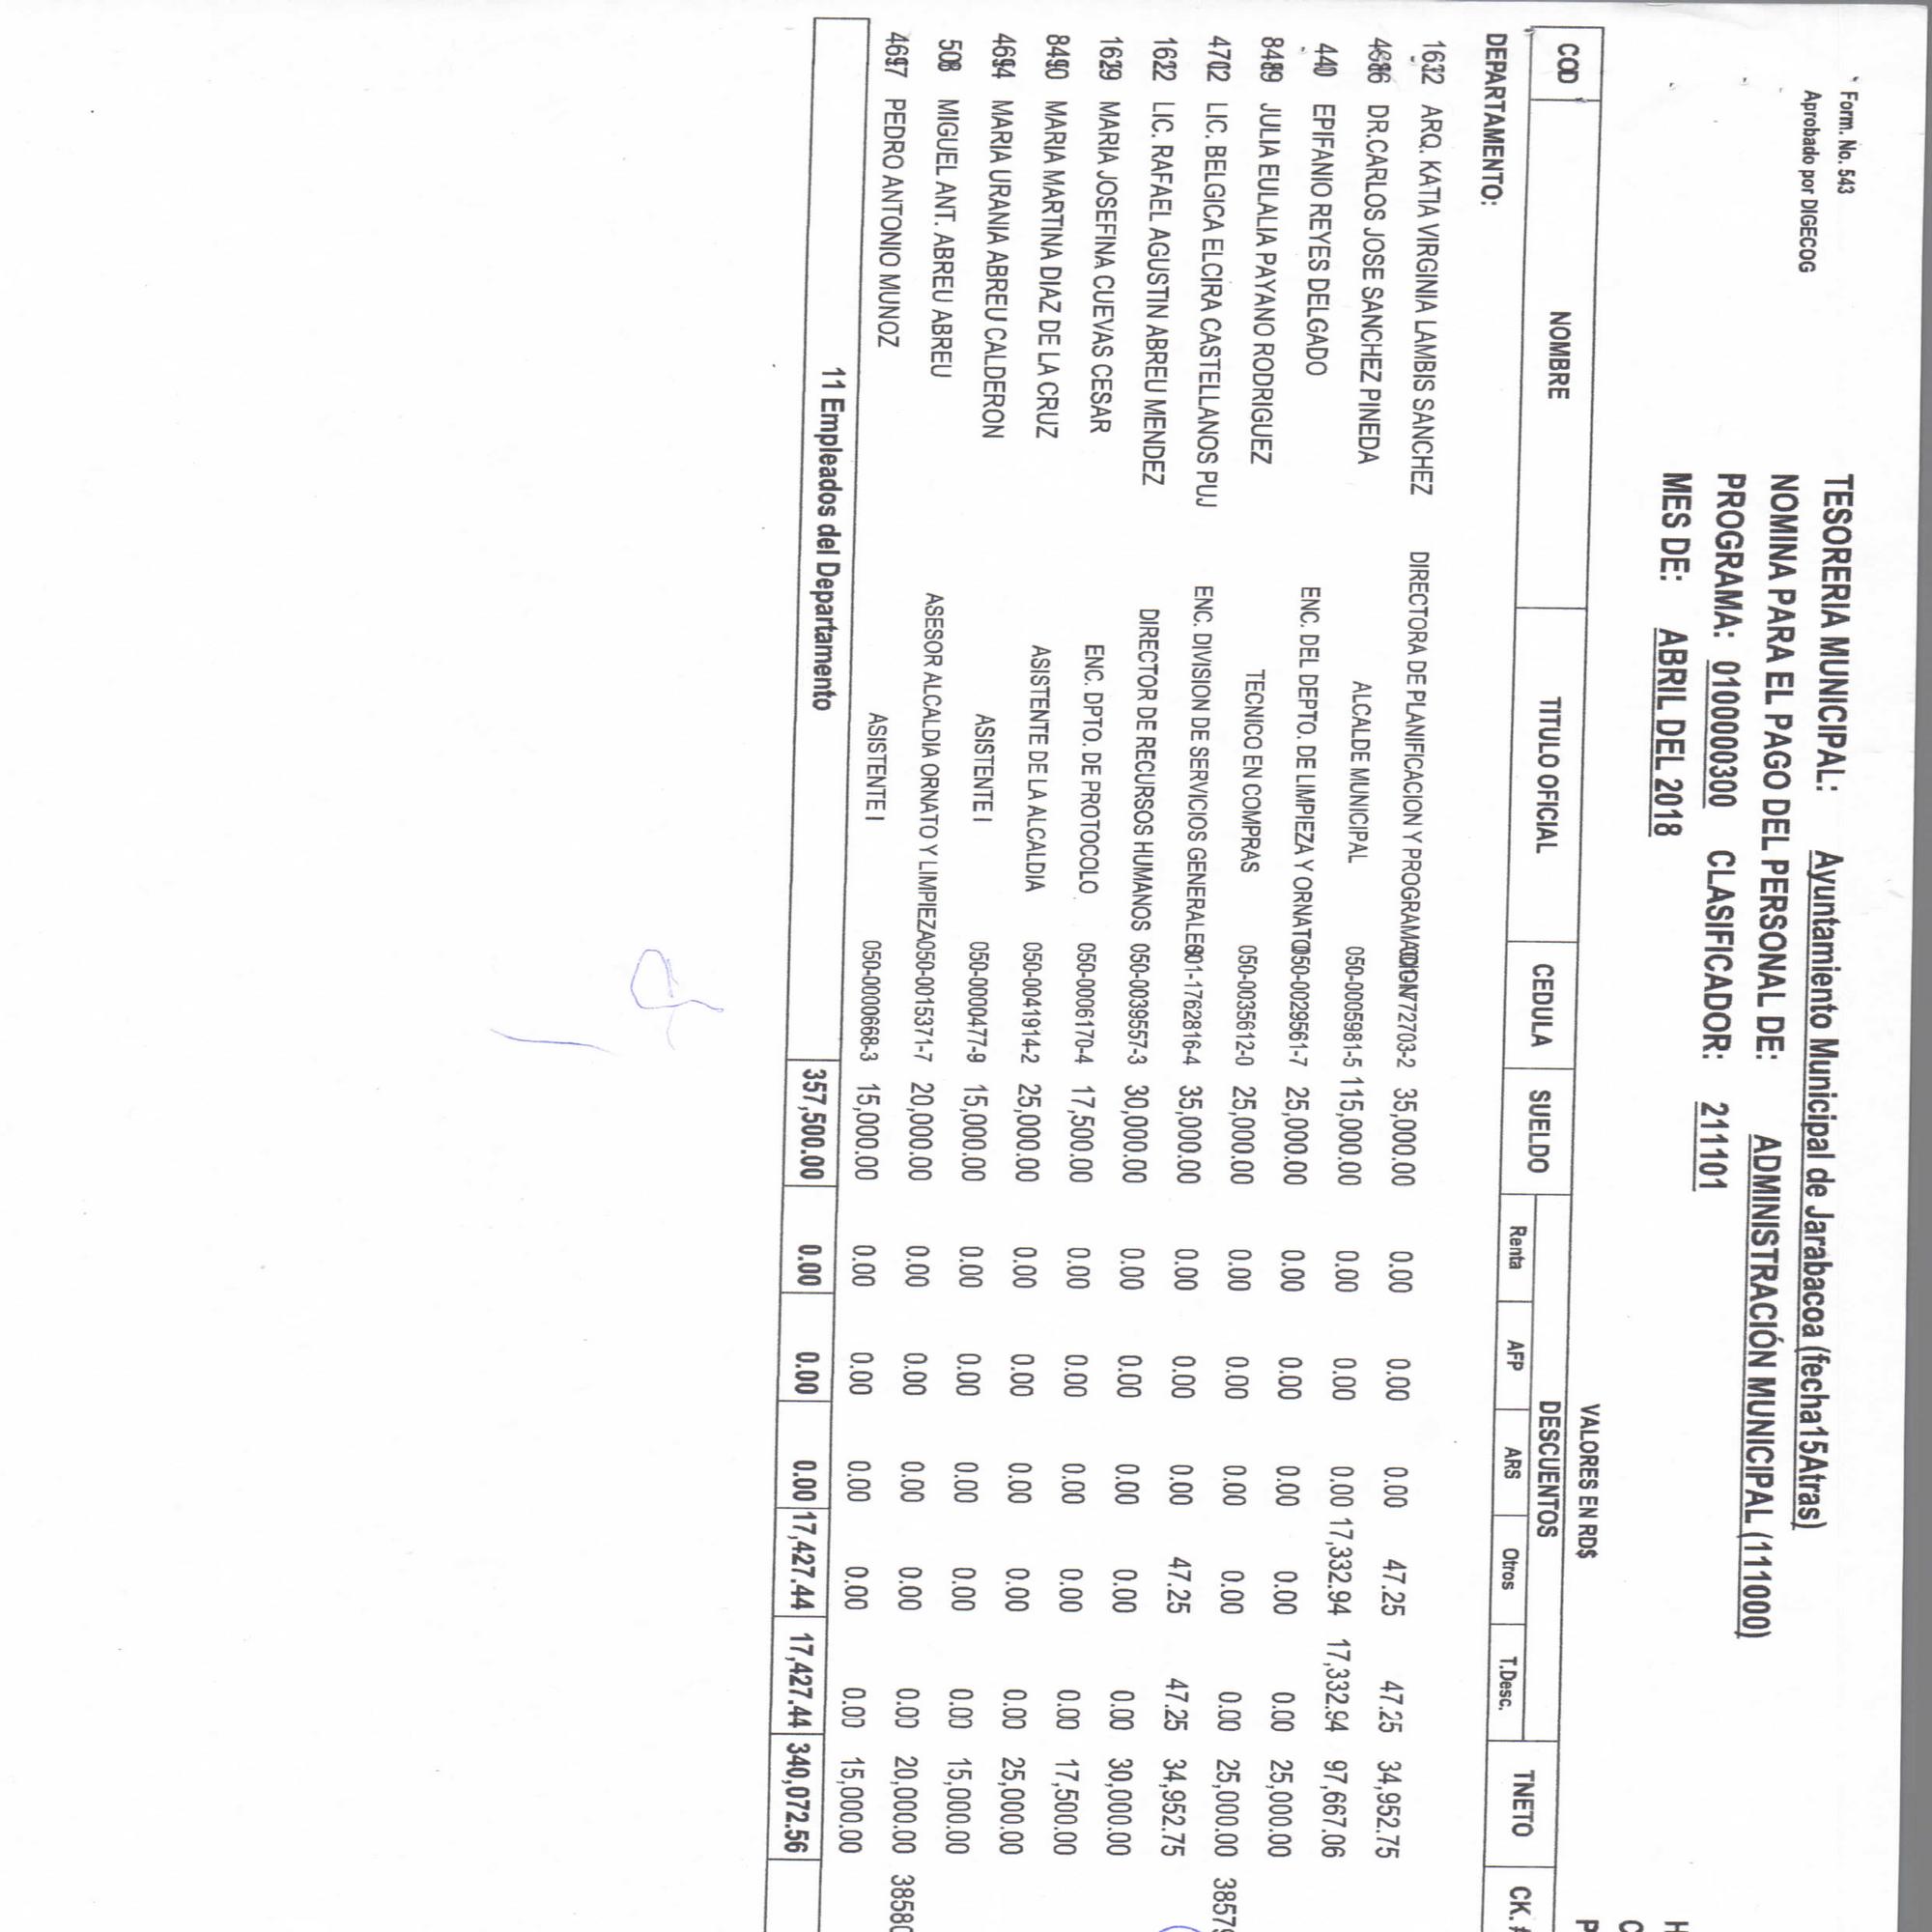 Form. No. 543
Aprobado por DIGECOG
TESORERIA MUNICIPAL: Ayuntamiento Municipal de Jarabacoa (fecha15Atras)
NOMINA PARA EL PAGO DEL PERSONAL DE: ADMINISTRACIÓN MUNICIPAL (111000)
PROGRAMA: 0100000300 CLASIFICADOR: 211101
MES DE: ABRIL DEL 2018
VALORES EN RD$
COD NOMBRE TITULO OFICIAL CEDULA SUELDO DESCUENTOS TNETO CK.
Renta AFP ARS Otros T.Desc.
DEPARTAMENTO:
ARQ. KATIA VIRGINIA LAMBIS SANCHEZ DIRECTORA DE PLANIFICACION Y 35,000.00 0.00 0.00 0.00 47.25 47.25 34,952.75
DR.CARLOS JOSE SANCHEZ PINEDA ALCALDE MUNICIPAL 050-0005981-5 115,000.00 0.00 0.00 0.00 17,332.94 17,332.94 97,667.06
440 EPIFANIO REYES DELGADO ENC. DEL DEPTO. DE LIMPIEZA Y ORNATO 050-0029561-7 25,000.00 0.00 0.00 0.00 0.00 0.00 25,000.00
8489 JULIA EULALIA PAYANO RODRIGUEZ TECNICO EN COMPRAS 050-0035612-0 25,000.00 0.00 0.00 0.00 0.00 0.00 25,000.00
4702 LIC. BELGICA ELCIRA CASTELLANOS PUJ ENC. DIVISION DE SERVICIOS GENERALES 001-1762816-4 35,000.00 0.00 0.00 0.00 47.25 47.25 34,952.75
1622 LIC. RAFAEL AGUSTIN ABREU MENDEZ DIRECTOR DE RECURSOS HUMANOS 050-0039557-3 30,000.00 0.00 0.00 0.00 0.00 0.00 30,000.00
1629 MARIA JOSEFINA CUEVAS CESAR ENC. DPTO. DE PROTOCOLO 050-0006170-4 17,500.00 0.00 0.00 0.00 0.00 0.00 17,500.00
8490 MARIA MARTINA DIAZ DE LA CRUZ ASISTENTE DE LA ALCALDIA 050-0041914-2 25,000.00 0.00 0.00 0.00 0.00 0.00 25,000.00
4694 MARIA URANIA ABREU CALDERON ASISTENTE I 050-0000477-9 15,000.00 0.00 0.00 0.00 0.00 0.00 15,000.00
508 MIGUEL ANT. ABREU ABREU ASESOR ALCALDIA ORNATO Y LIMPIEZA 050-0015371-7 20,000.00 0.00 0.00 0.00 0.00 0.00 20,000.00 38580
4697 PEDRO ANTONIO MUNOZ ASISTENTE I 050-0000668-3 15,000.00 0.00 0.00 0.00 0.00 0.00 15,000.00
11 Empleados del Departamento 357,500.00 0.00 0.00 0.00 17,427.44 17,427.44 340,072.56